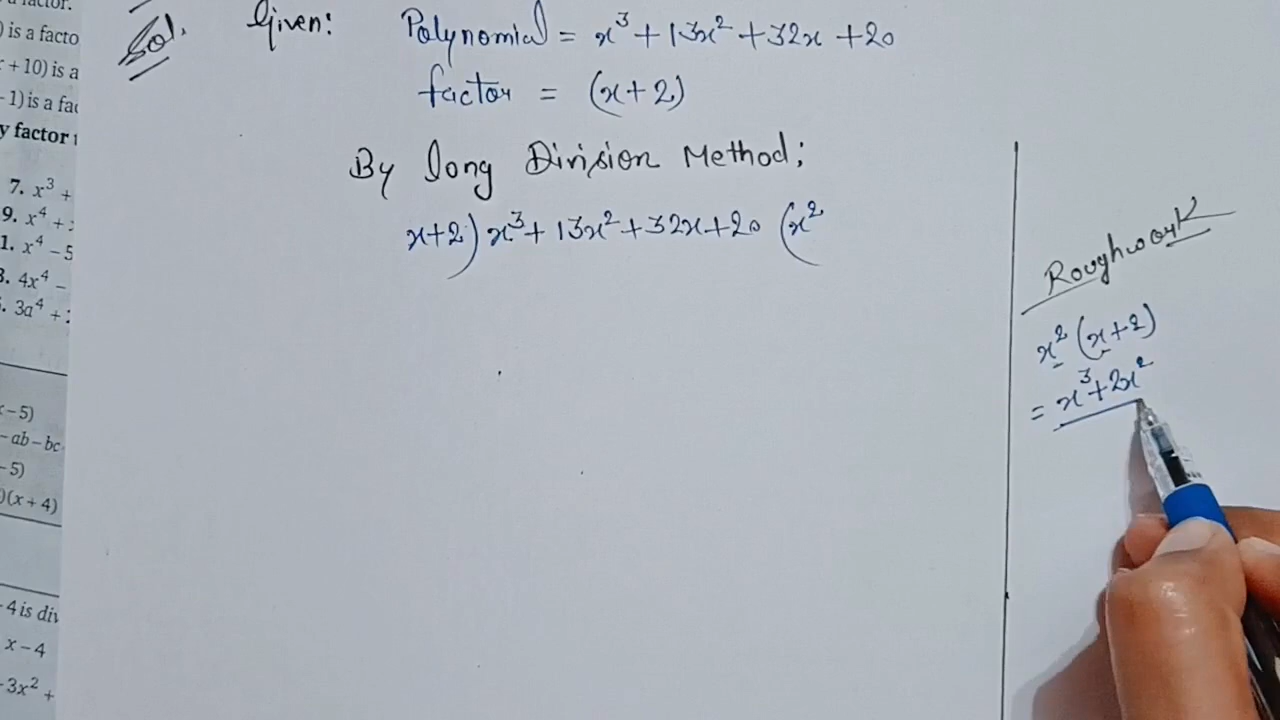 Sol.
Given: Polynomial = x³ + 13x² + 32x + 20
factor = (x+2)
By long Division Method;
x+2) x³ + 13x² + 32x + 20 (x²
Roughwork
x² (x+2)
= x³ + 2x²
) is a facto
+ 10) is a
- 1) is a fa
y factor
7. x³ +
9. x⁴ +
1. x⁴ – 5
3. 4x⁴ –
. 3a⁴ +
– 5)
– ab – bc
– 5)
)(x + 4)
– 4 is div
x – 4
– 3x² +